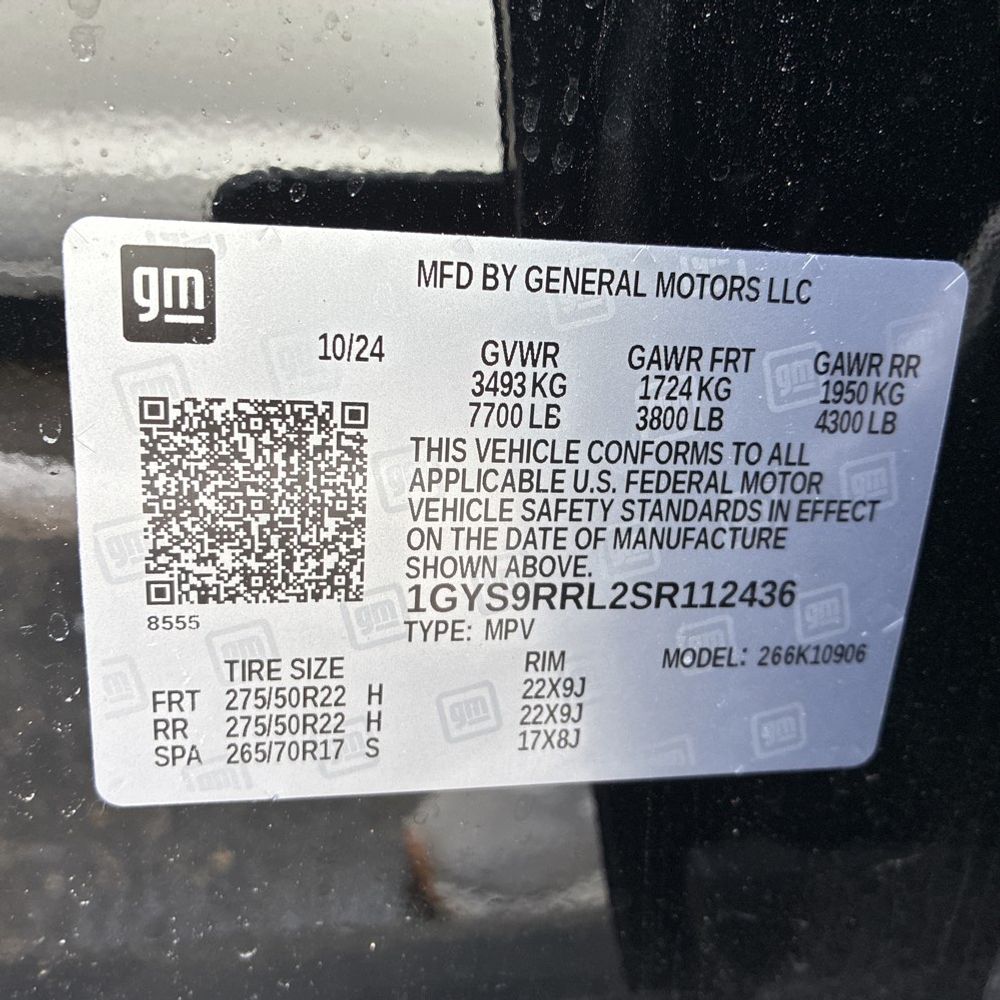 gm
MFD BY GENERAL MOTORS LLC
10/24 GVWR GAWR FRT GAWR RR
3493 KG 1724 KG 1950 KG
7700 LB 3800 LB 4300 LB
THIS VEHICLE CONFORMS TO ALL
APPLICABLE U.S. FEDERAL MOTOR
VEHICLE SAFETY STANDARDS IN EFFECT
ON THE DATE OF MANUFACTURE
SHOWN ABOVE.
1GYS9RRL2SR112436
8555
TYPE: MPV
MODEL: 266K10906
TIRE SIZE RIM
FRT 275/50R22 H 22X9J
RR 275/50R22 H 22X9J
SPA 265/70R17 S 17X8J